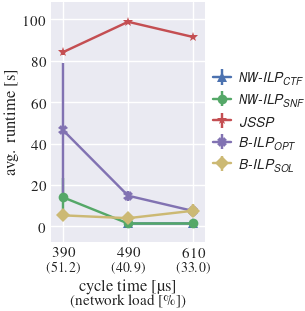 100
80
60
40
20
0
avg. runtime [s]
390 490 610
(51.2) (40.9) (33.0)
cycle time [µs]
(network load [%])
NW-ILP_CTF
NW-ILP_SNF
JSSP
B-ILP_OPT
B-ILP_SOL